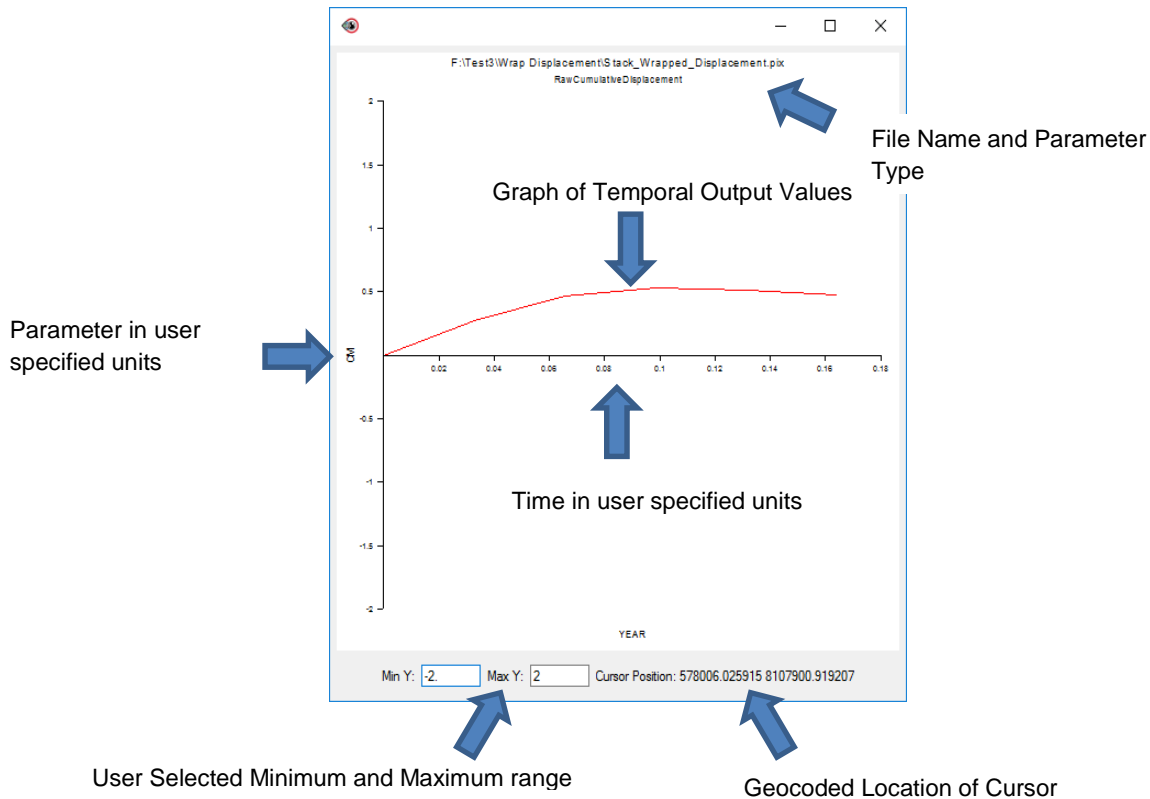 F:\Test3\Wrap Displacement\Stack_Wrapped_Displacement.pix
RawCumulativeDisplacement
File Name and Parameter
Type
Graph of Temporal Output Values
2
1.5
1
0.5
-0.5
-1
-1.5
-2
Parameter in user
specified units
CM
0.02 0.04 0.06 0.08 0.1 0.12 0.14 0.16 0.18
Time in user specified units
YEAR
Min Y: -2. Max Y: 2 Cursor Position: 578006.025915 8107900.919207
User Selected Minimum and Maximum range
Geocoded Location of Cursor